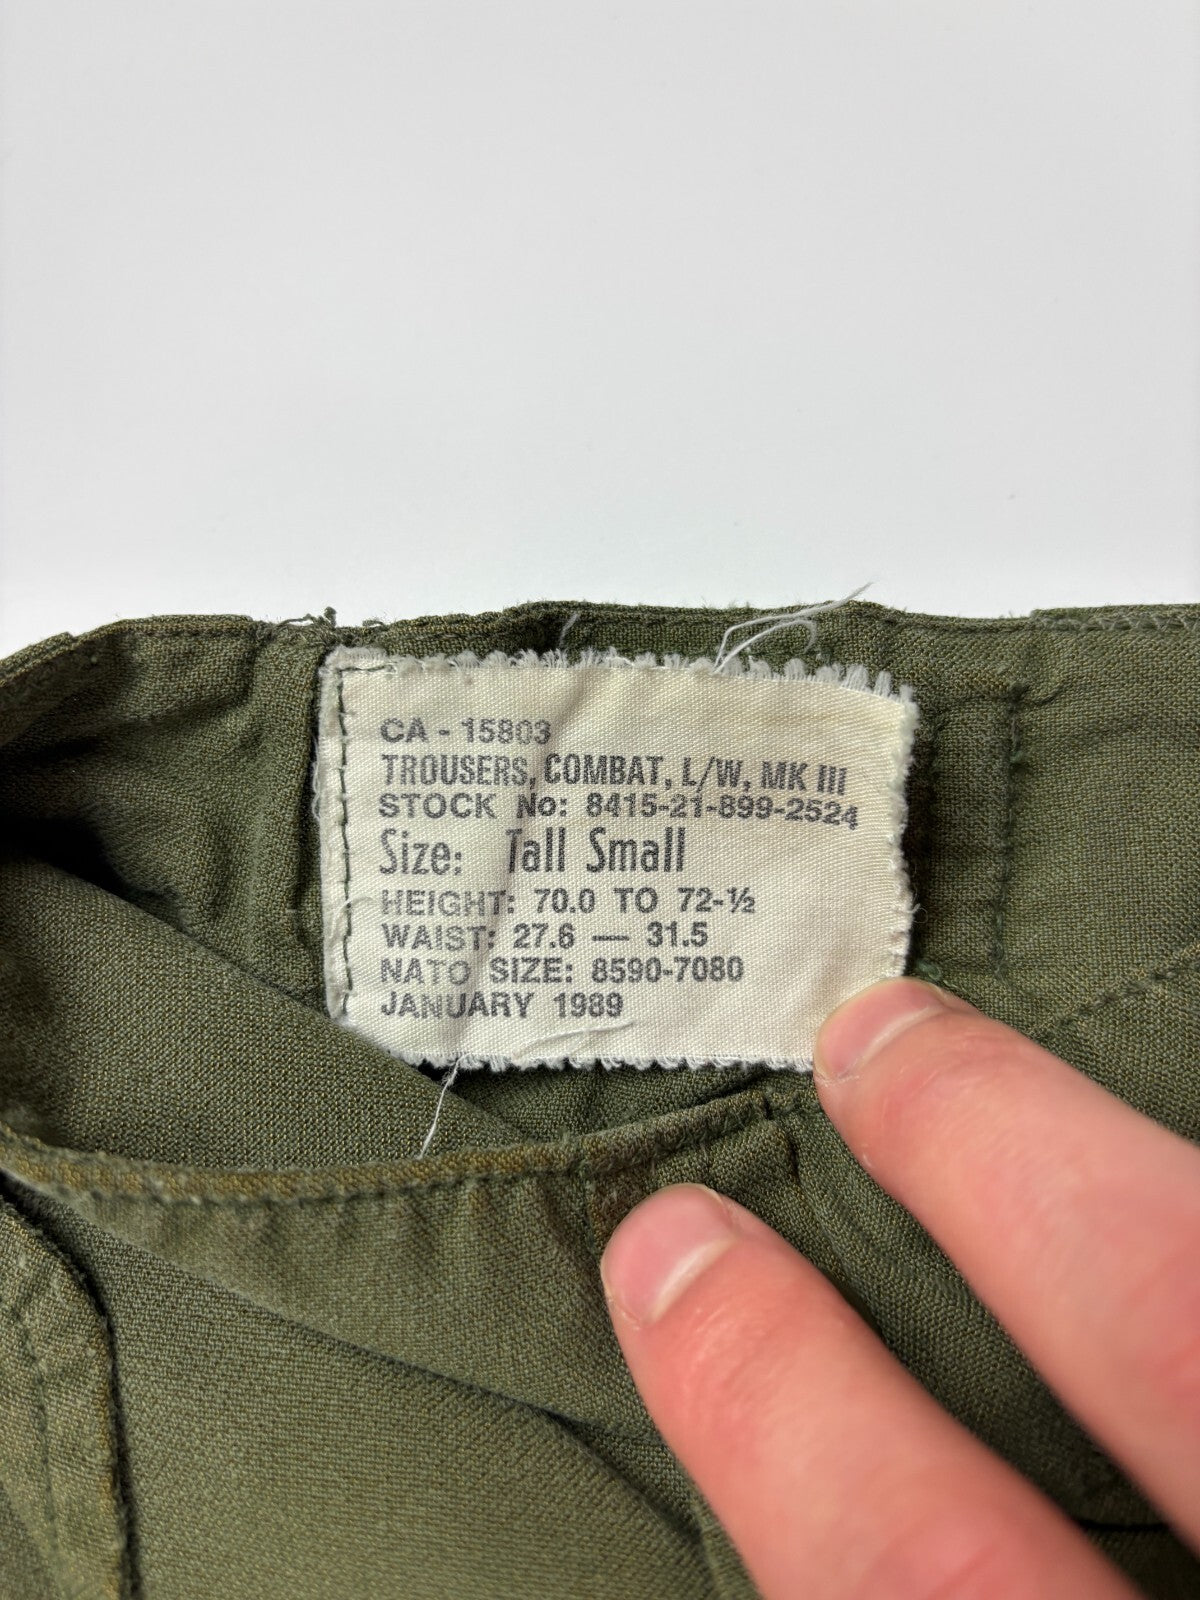 CA - 15803
TROUSERS, COMBAT, L/W, MK III
STOCK No: 8415-21-899-2524
Size: Tall Small
HEIGHT: 70.0 TO 72-½
WAIST: 27.6 — 31.5
NATO SIZE: 8590-7080
JANUARY 1989